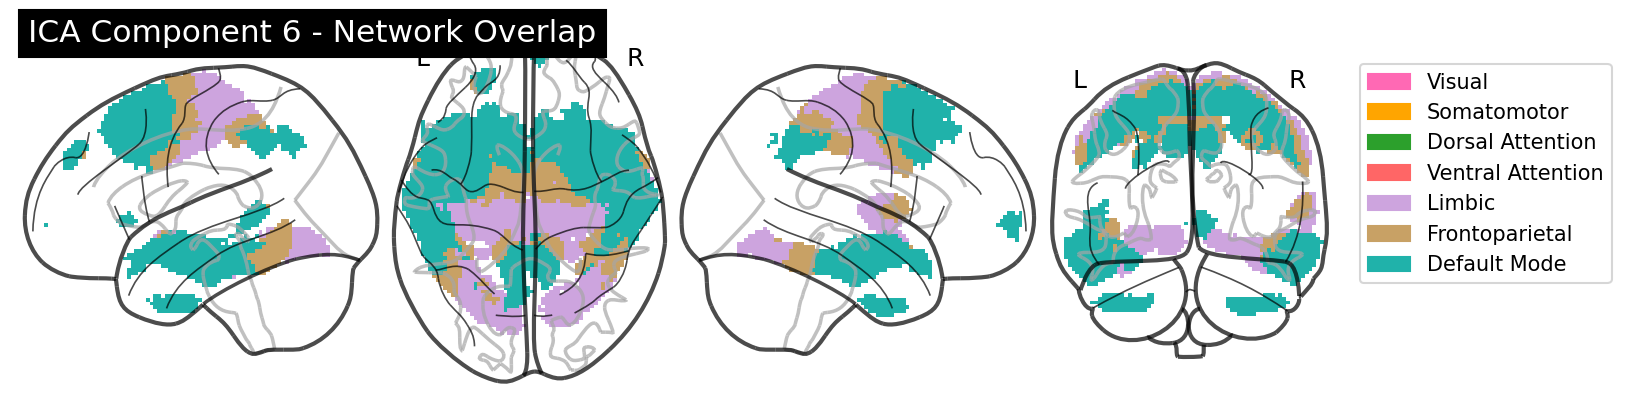 ICA Component 6 - Network Overlap
L
R
L
R
Visual
Somatomotor
Dorsal Attention
Ventral Attention
Limbic
Frontoparietal
Default Mode